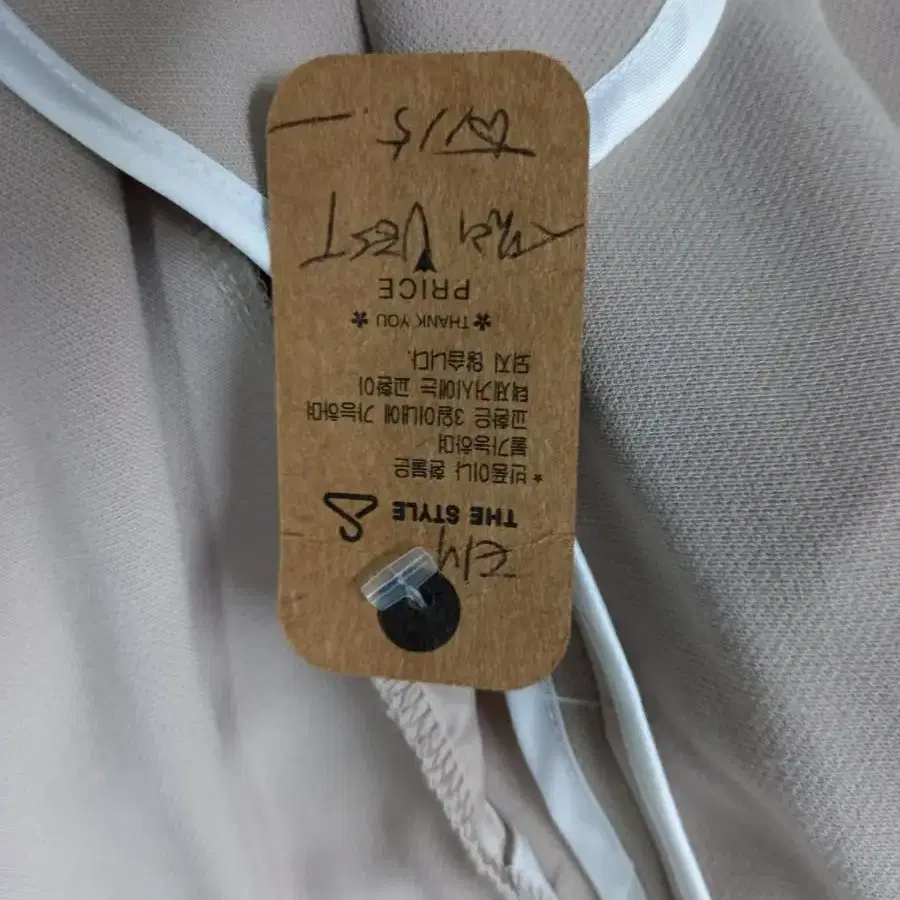 THE STYLE
* 반품이나 환불은
불가능하며
교환은 3일이내에 가능하며
택제거시에는 교환이
되지 않습니다.
* THANK YOU *
PRICE
VEST